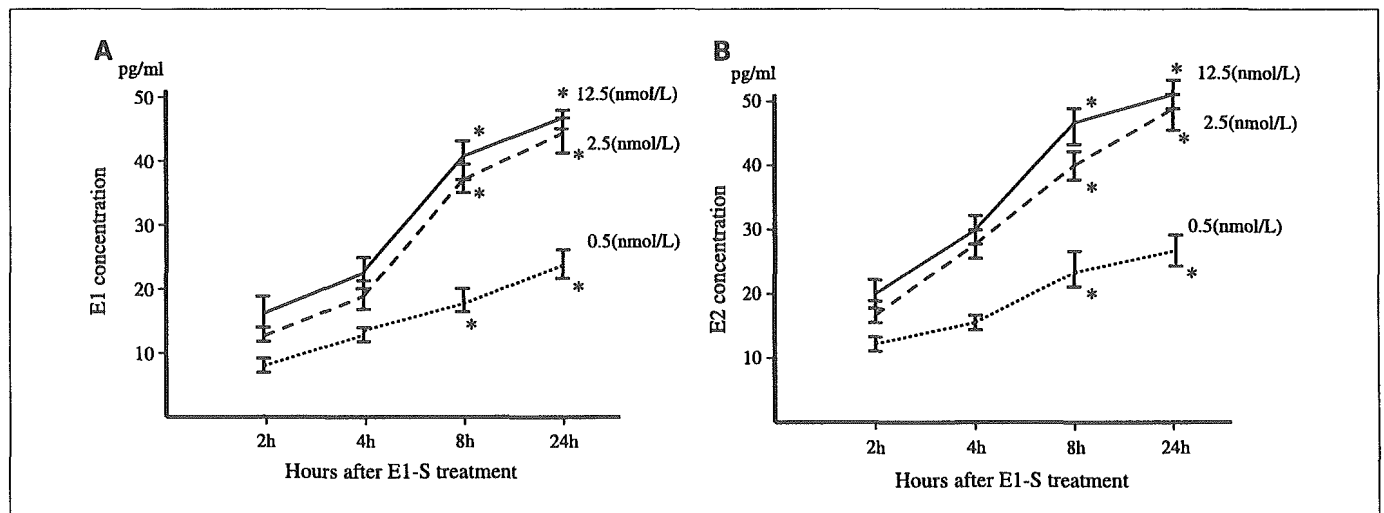 A
pg/ml
50
40
30
20
10
E1 concentration
* 12.5(nmol/L)
2.5(nmol/L)
0.5(nmol/L)
*
*
*
*
*
2h 4h 8h 24h
Hours after E1-S treatment
B
pg/ml
50
40
30
20
10
E2 concentration
12.5(nmol/L)
2.5(nmol/L)
0.5(nmol/L)
*
*
*
*
*
*
2h 4h 8h 24h
Hours after E1-S treatment